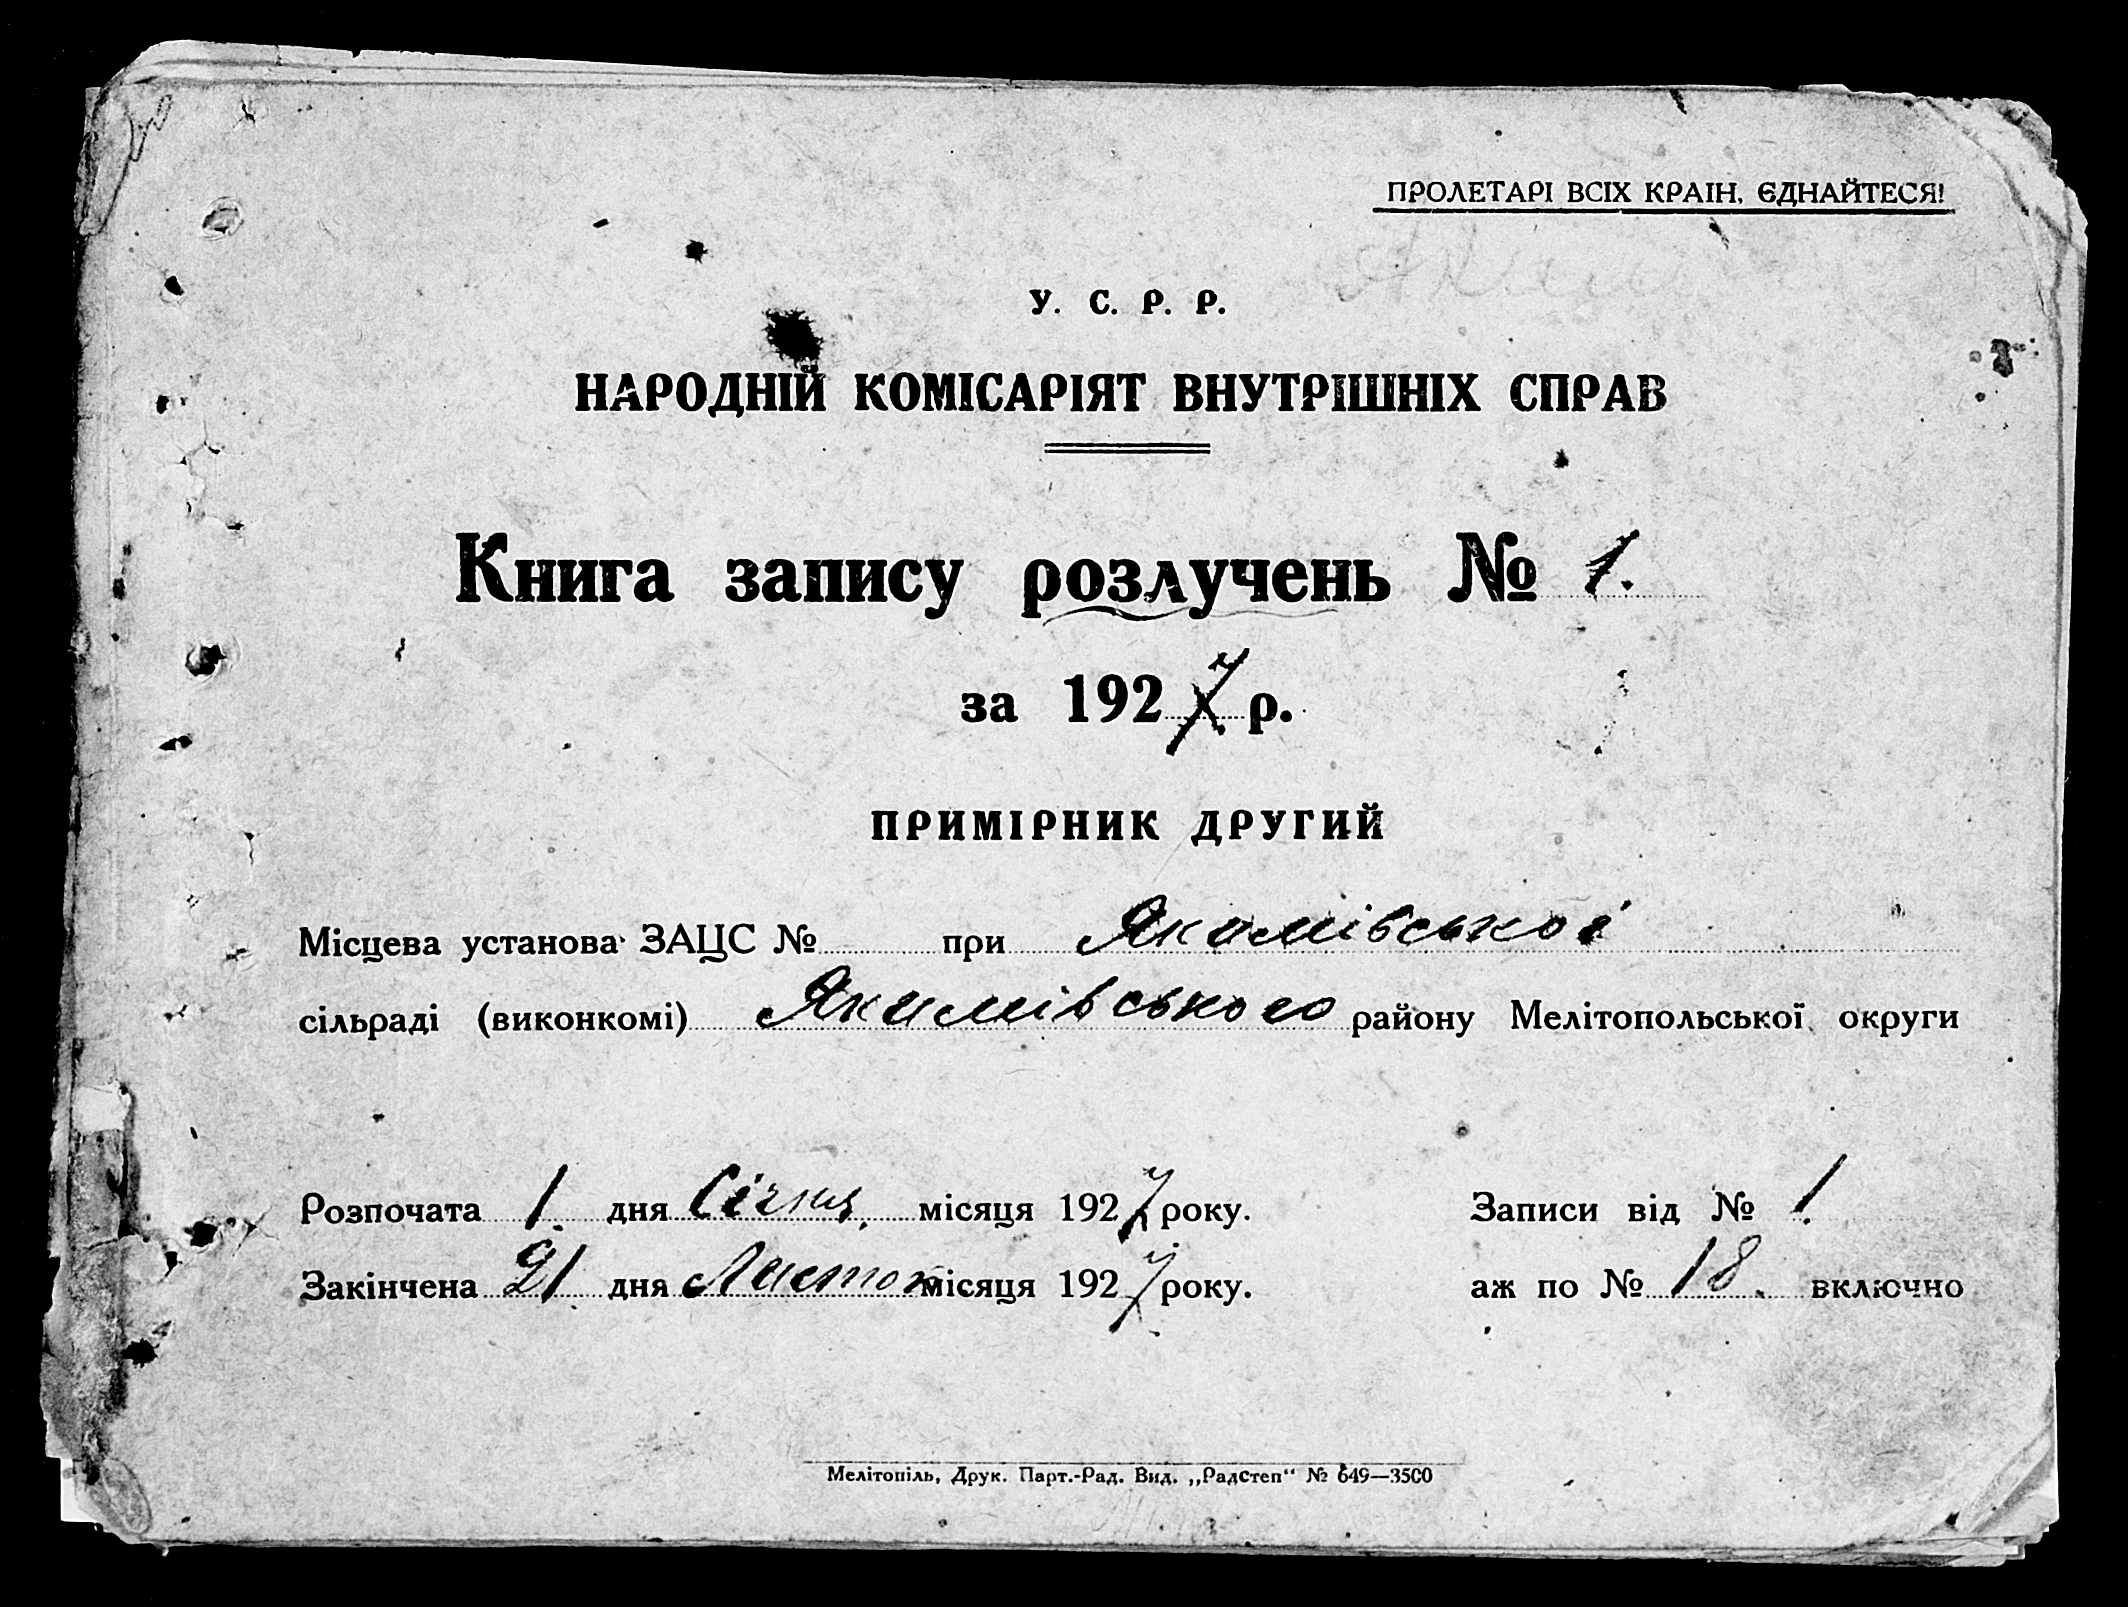 ПРОЛЕТАРІ ВСІХ КРАІН, ЄДНАЙТЕСЯ!
У. С. Р. Р.
НАРОДНІЙ КОМІСАРІЯТ ВНУТРІШНІХ СПРАВ
Книга запису розлучень № 1.
за 1927 р.
ПРИМІРНИК ДРУГИЙ
Місцева установа ЗАЦС № при Якимівської
сільраді (виконкомі) Якимівського району Мелітопольської округи
Розпочата 1. дня Січня місяця 1927 року. Записи від № 1
Закінчена 21 дня Листоп місяця 1927 року. аж по № 18. включно
Мелітопіль, Друк. Парт.-Рад. Вид. „Радстеп“ № 649—3500